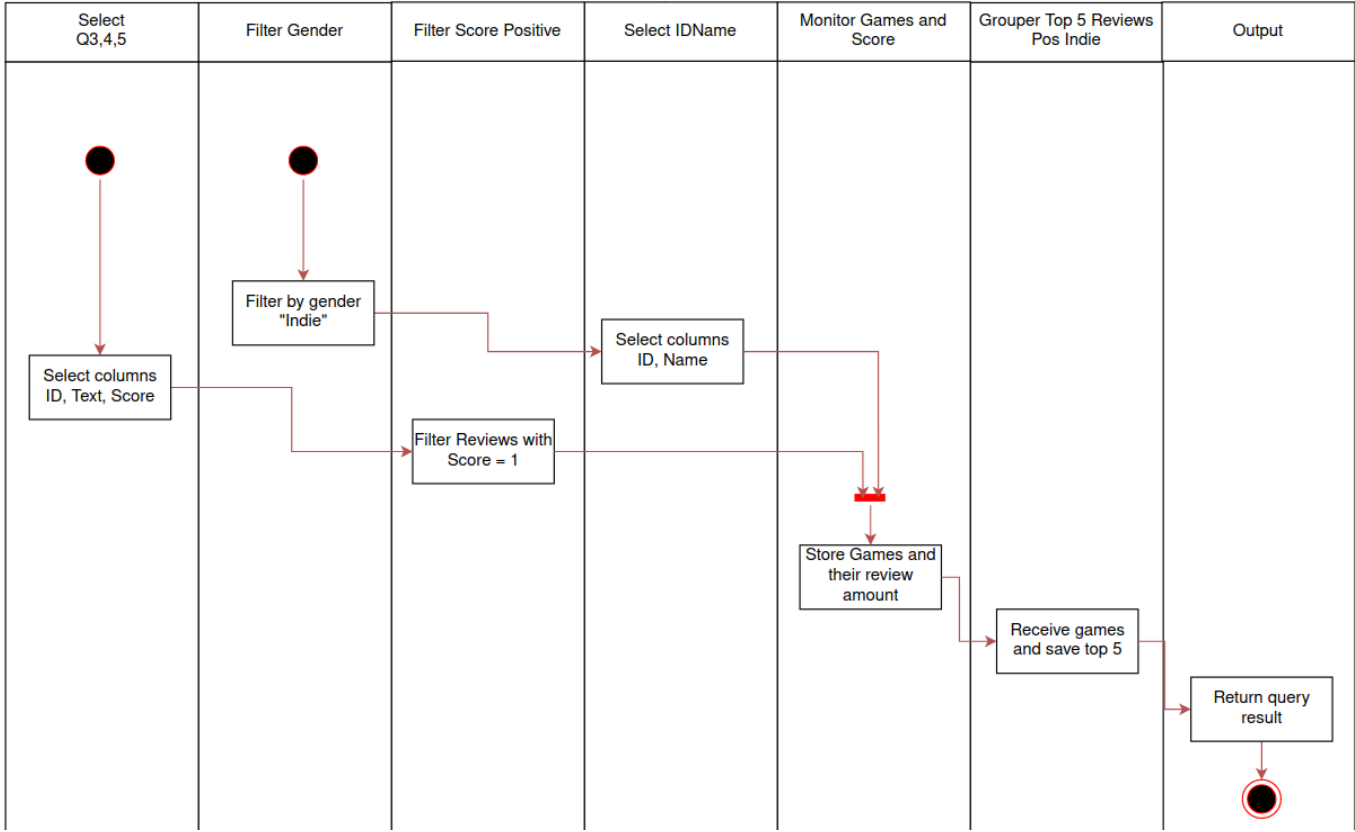 Select
Q3,4,5
Filter Gender
Filter Score Positive
Select IDName
Monitor Games and
Score
Grouper Top 5 Reviews
Pos Indie
Output
Filter by gender
"Indie"
Select columns
ID, Name
Select columns
ID, Text, Score
Filter Reviews with
Score = 1
Store Games and
their review
amount
Receive games
and save top 5
Return query
result